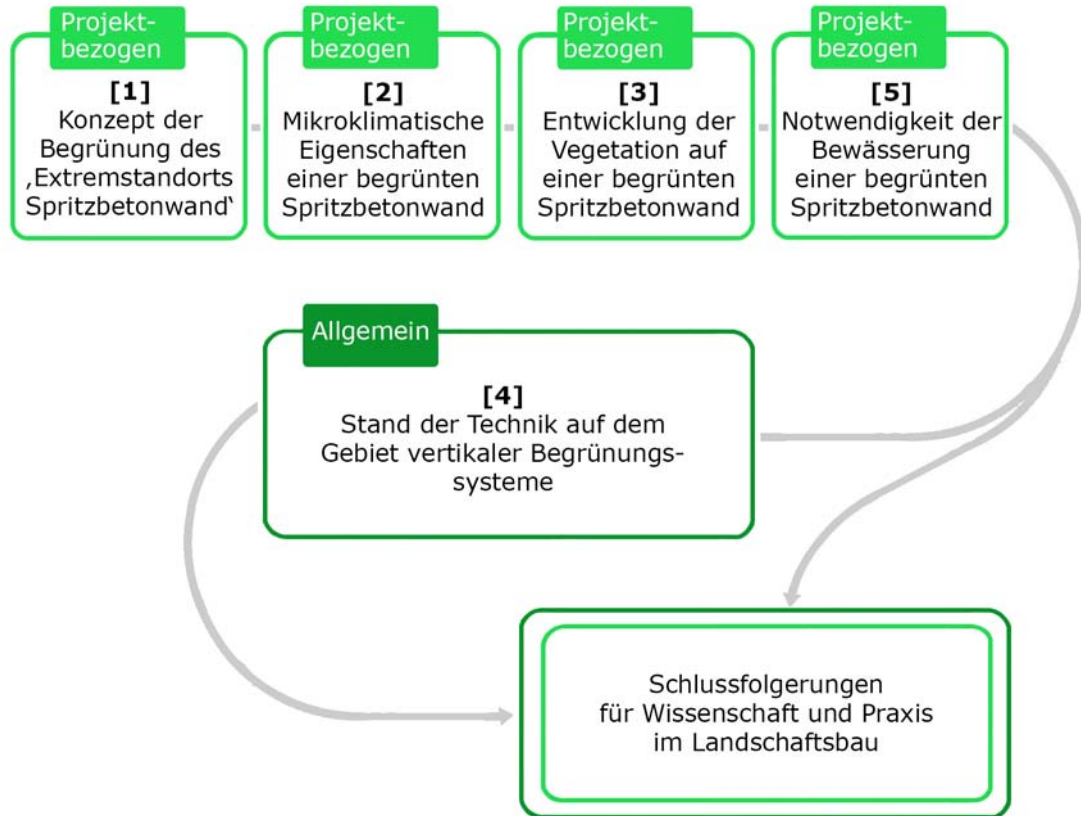 Projekt-
bezogen
[1]
Konzept der
Begrünung des
‚Extremstandorts
Spritzbetonwand‘
Projekt-
bezogen
[2]
Mikroklimatische
Eigenschaften
einer begrünten
Spritzbetonwand
Projekt-
bezogen
[3]
Entwicklung der
Vegetation auf
einer begrünten
Spritzbetonwand
Projekt-
bezogen
[5]
Notwendigkeit der
Bewässerung
einer begrünten
Spritzbetonwand
Allgemein
[4]
Stand der Technik auf dem
Gebiet vertikaler Begrünungs-
systeme
Schlussfolgerungen
für Wissenschaft und Praxis
im Landschaftsbau